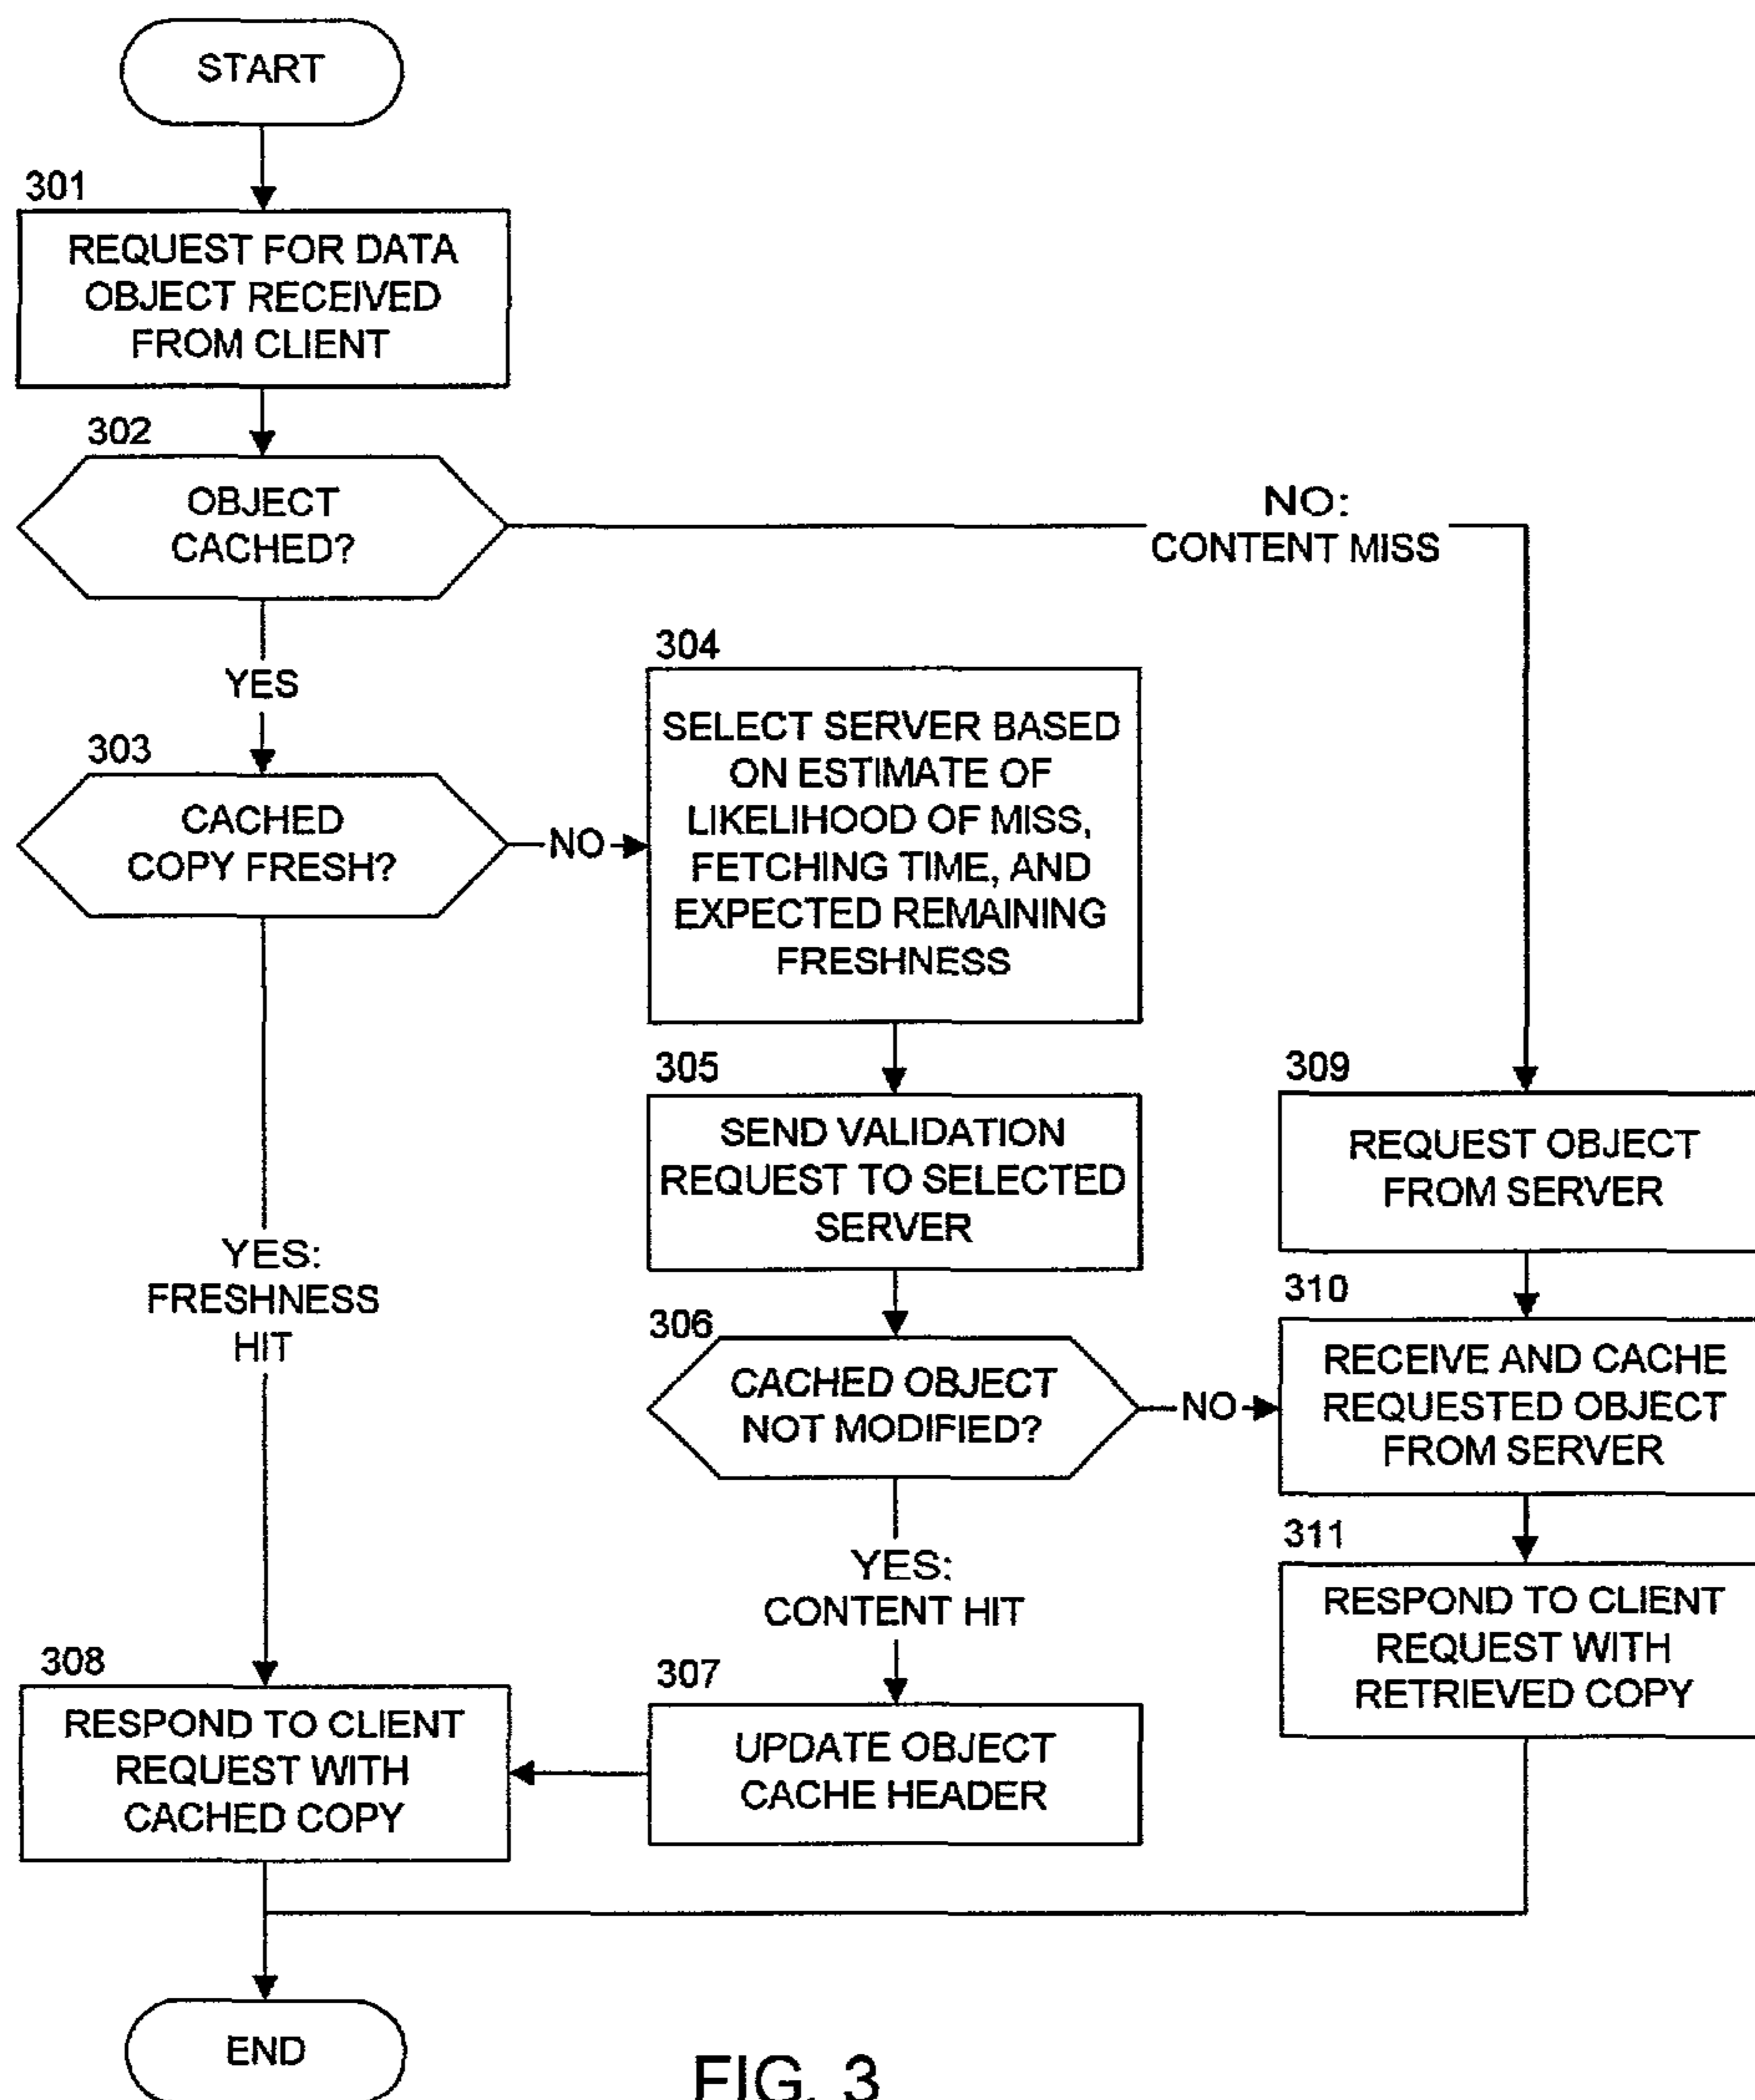 START
301
REQUEST FOR DATA
OBJECT RECEIVED
FROM CLIENT
302
OBJECT
CACHED?
NO:
CONTENT MISS
YES
303
CACHED
COPY FRESH?
NO
304
SELECT SERVER BASED
ON ESTIMATE OF
LIKELIHOOD OF MISS,
FETCHING TIME, AND
EXPECTED REMAINING
FRESHNESS
305
SEND VALIDATION
REQUEST TO SELECTED
SERVER
309
REQUEST OBJECT
FROM SERVER
YES:
FRESHNESS
HIT
306
CACHED OBJECT
NOT MODIFIED?
NO
310
RECEIVE AND CACHE
REQUESTED OBJECT
FROM SERVER
YES:
CONTENT HIT
311
RESPOND TO CLIENT
REQUEST WITH
RETRIEVED COPY
308
RESPOND TO CLIENT
REQUEST WITH
CACHED COPY
307
UPDATE OBJECT
CACHE HEADER
END
FIG. 3